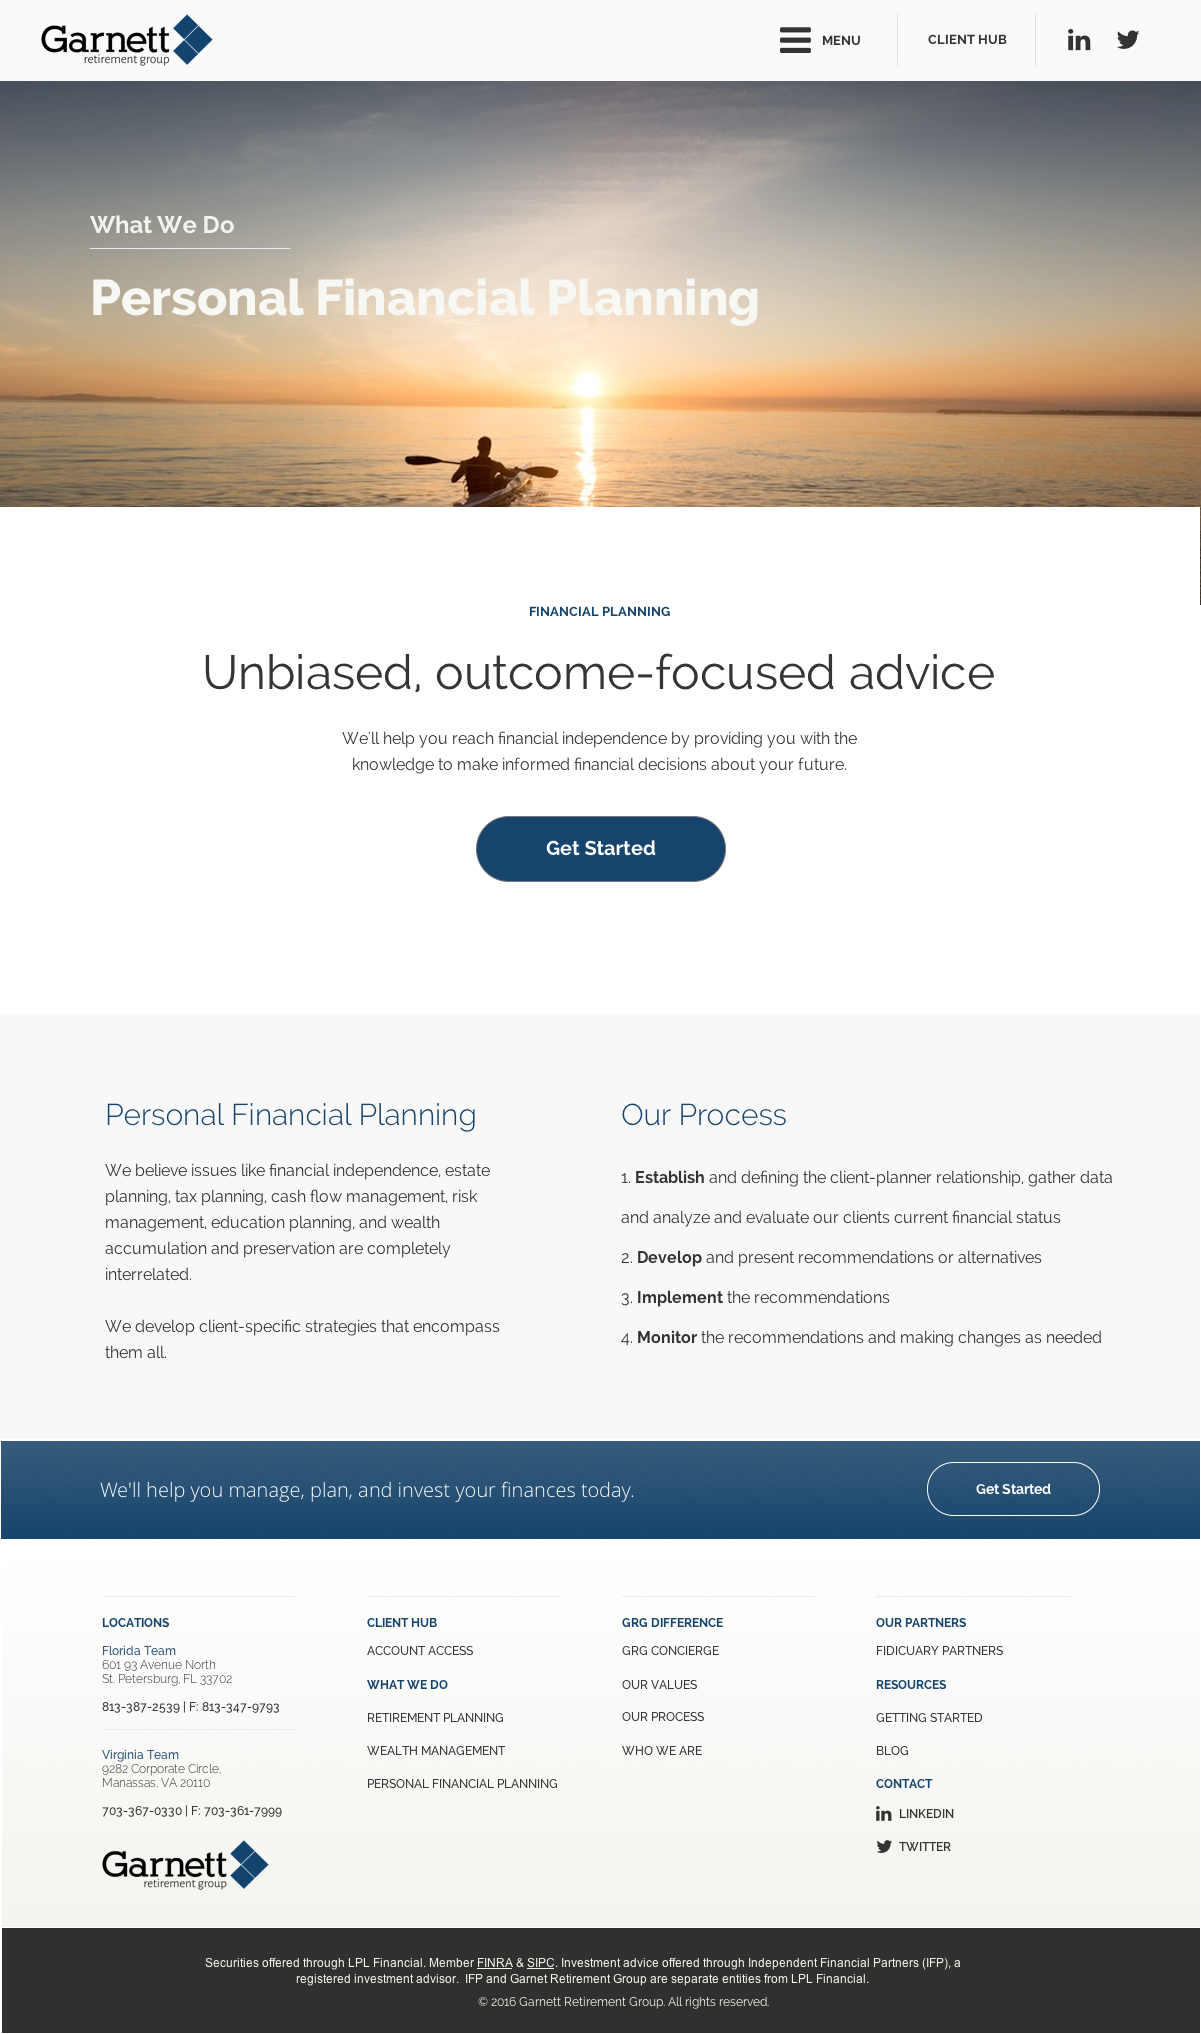 Garnett
retirement group
MENU
CLIENT HUB
What We Do
Personal Financial Planning
FINANCIAL PLANNING
Unbiased, outcome-focused advice
We'll help you reach financial independence by providing you with the
knowledge to make informed financial decisions about your future.
Get Started
Personal Financial Planning
We believe issues like financial independence, estate
planning, tax planning, cash flow management, risk
management, education planning, and wealth
accumulation and preservation are completely
interrelated.
We develop client-specific strategies that encompass
them all.
Our Process
1. Establish and defining the client-planner relationship, gather data
and analyze and evaluate our clients current financial status
2. Develop and present recommendations or alternatives
3. Implement the recommendations
4. Monitor the recommendations and making changes as needed
We'll help you manage, plan, and invest your finances today.
Get Started
LOCATIONS
Florida Team
601 93 Avenue North
St. Petersburg, FL 33702
813-387-2539 | F: 813-347-9793
Virginia Team
9282 Corporate Circle,
Manassas, VA 20110
703-367-0330 | F: 703-361-7999
Garnett
retirement group
CLIENT HUB
ACCOUNT ACCESS
WHAT WE DO
RETIREMENT PLANNING
WEALTH MANAGEMENT
PERSONAL FINANCIAL PLANNING
GRG DIFFERENCE
GRG CONCIERGE
OUR VALUES
OUR PROCESS
WHO WE ARE
OUR PARTNERS
FIDICUARY PARTNERS
RESOURCES
GETTING STARTED
BLOG
CONTACT
in LINKEDIN
TWITTER
Securities offered through LPL Financial. Member FINRA & SIPC. Investment advice offered through Independent Financial Partners (IFP), a
registered investment advisor.  IFP and Garnet Retirement Group are separate entities from LPL Financial.
© 2016 Garnett Retirement Group. All rights reserved.